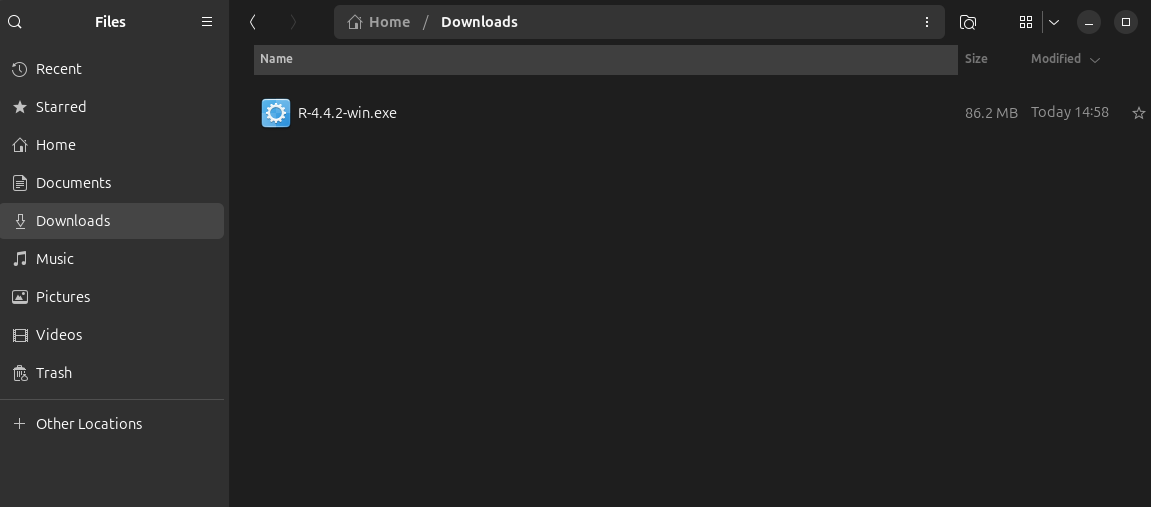 Files
Home / Downloads
Recent
Starred
Home
Documents
Downloads
Music
Pictures
Videos
Trash
Other Locations
Name Size Modified
R-4.4.2-win.exe 86.2 MB Today 14:58